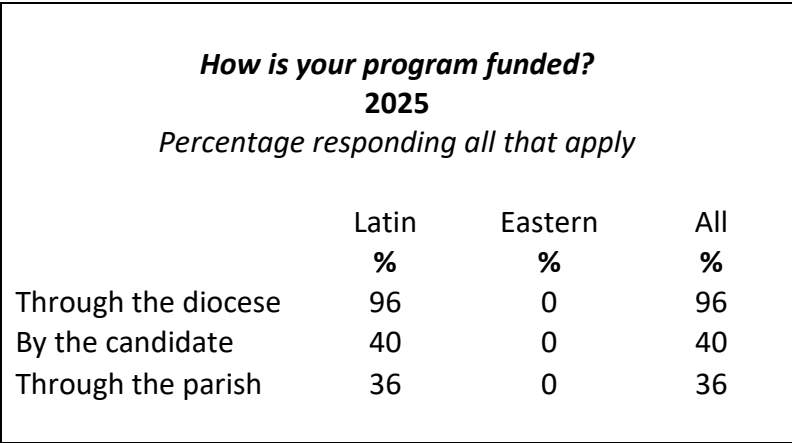 How is your program funded?
2025
Percentage responding all that apply
Latin Eastern All
% % %
Through the diocese 96 0 96
By the candidate 40 0 40
Through the parish 36 0 36